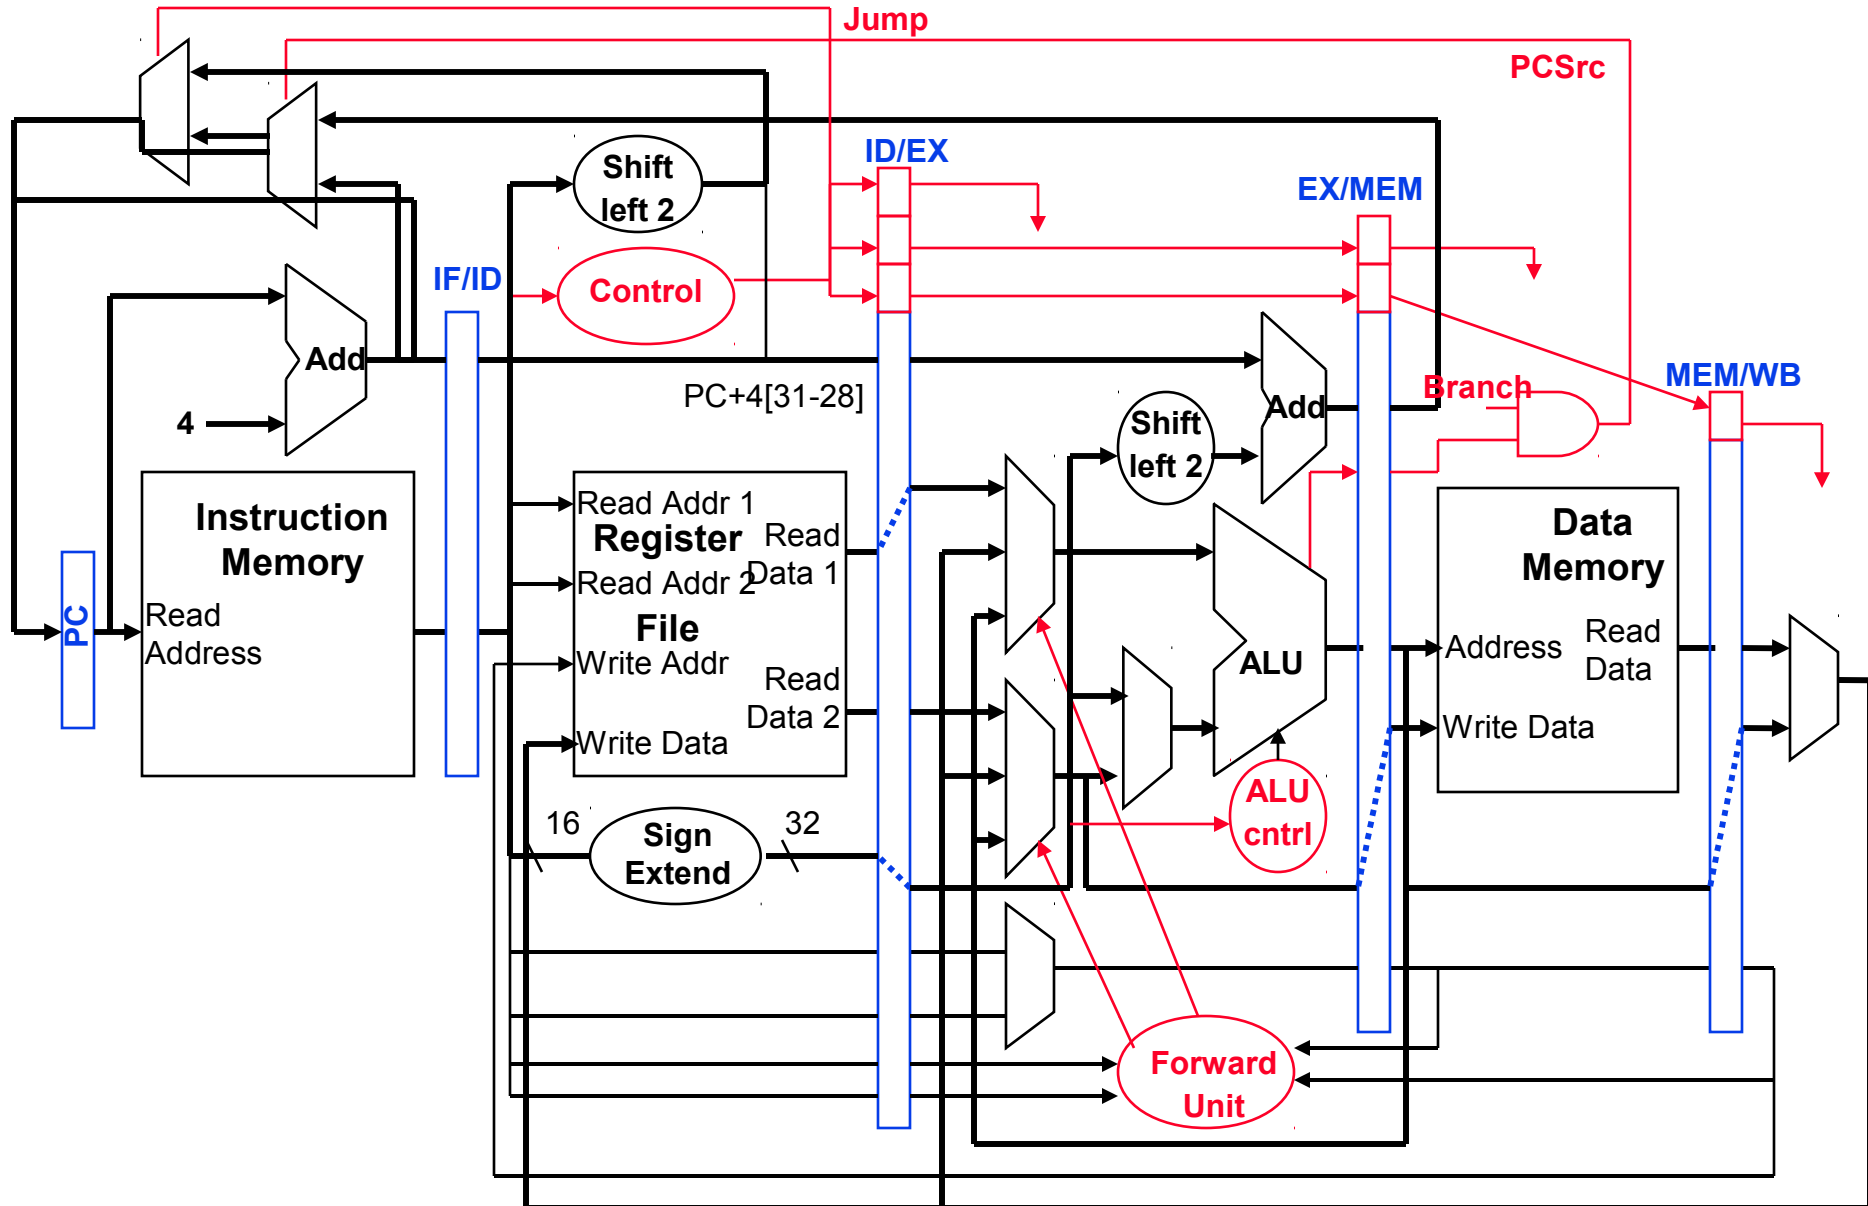 Jump
PCSrc
Shift
left 2
ID/EX
EX/MEM
IF/ID
Control
Add
PC+4[31-28]
Branch
MEM/WB
4
Shift
left 2
Add
Instruction
Memory
Read
Address
PC
Read Addr 1
Register
Read
Data 1
Read Addr 2
File
Write Addr
Read
Data 2
Write Data
ALU
Data
Memory
Address
Read
Data
Write Data
ALU
cntrl
16
Sign
Extend
32
Forward
Unit